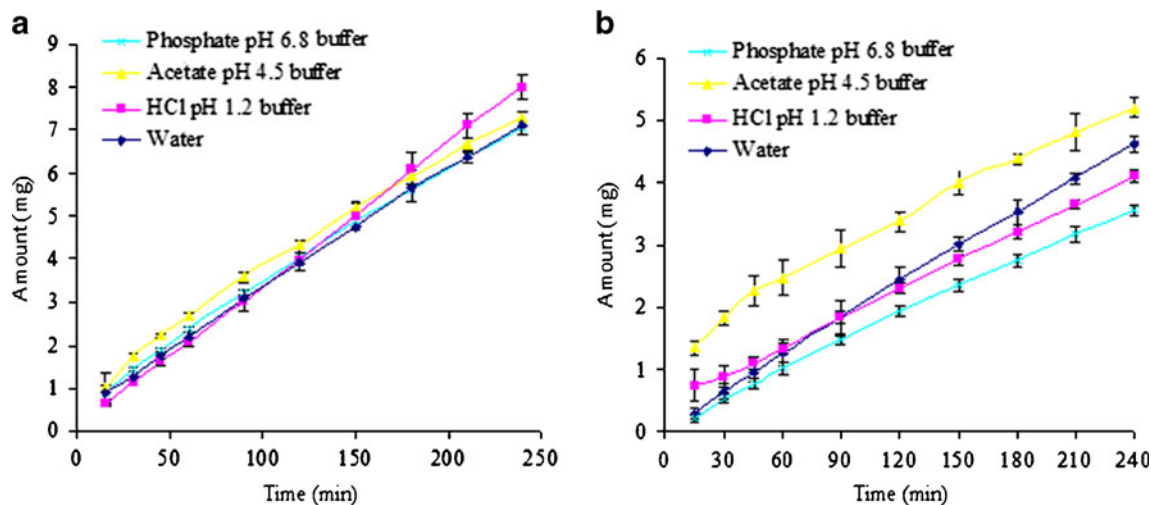 a
Phosphate pH 6.8 buffer
Acetate pH 4.5 buffer
HCl pH 1.2 buffer
Water
Amount (mg)
9
8
7
6
5
4
3
2
1
0
0 50 100 150 200 250
Time (min)
b
Phosphate pH 6.8 buffer
Acetate pH 4.5 buffer
HCl pH 1.2 buffer
Water
Amount (mg)
6
5
4
3
2
1
0
0 30 60 90 120 150 180 210 240
Time (min)